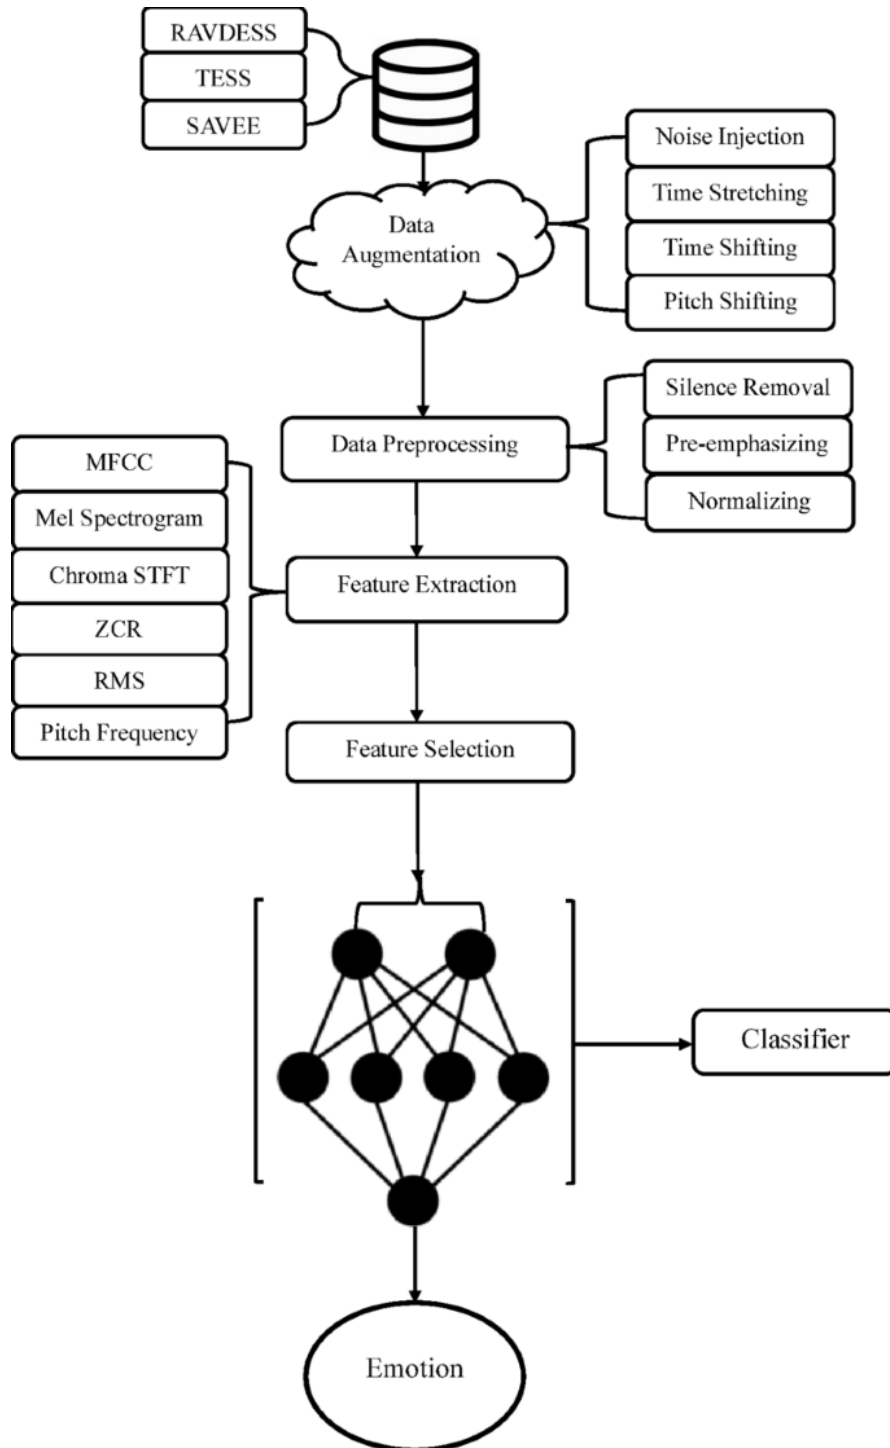 RAVDESS
TESS
SAVEE
Data
Augmentation
Noise Injection
Time Stretching
Time Shifting
Pitch Shifting
Data Preprocessing
Silence Removal
Pre-emphasizing
Normalizing
MFCC
Mel Spectrogram
Chroma STFT
ZCR
RMS
Pitch Frequency
Feature Extraction
Feature Selection
Classifier
Emotion